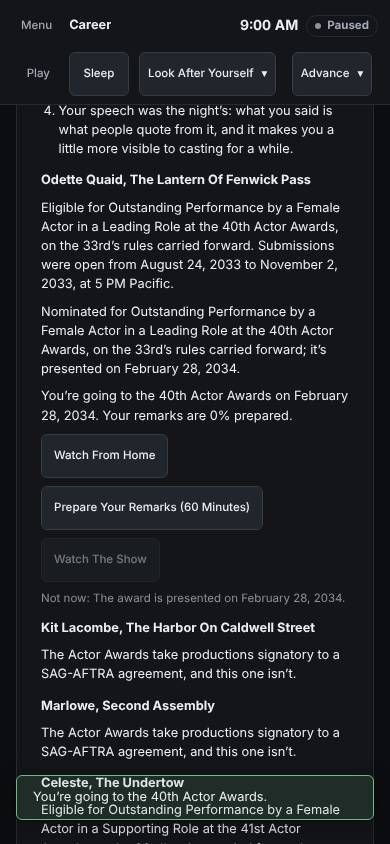 Menu Career 9:00 AM Paused
Play Sleep Look After Yourself ▾ Advance ▾
4. Your speech was the night’s: what you said is
what people quote from it, and it makes you a
little more visible to casting for a while.
Odette Quaid, The Lantern Of Fenwick Pass
Eligible for Outstanding Performance by a Female
Actor in a Leading Role at the 40th Actor Awards,
on the 33rd’s rules carried forward. Submissions
were open from August 24, 2033 to November 2,
2033, at 5 PM Pacific.
Nominated for Outstanding Performance by a
Female Actor in a Leading Role at the 40th Actor
Awards, on the 33rd’s rules carried forward; it’s
presented on February 28, 2034.
You’re going to the 40th Actor Awards on February
28, 2034. Your remarks are 0% prepared.
Watch From Home
Prepare Your Remarks (60 Minutes)
Watch The Show
Not now: The award is presented on February 28, 2034.
Kit Lacombe, The Harbor On Caldwell Street
The Actor Awards take productions signatory to a
SAG-AFTRA agreement, and this one isn’t.
Marlowe, Second Assembly
The Actor Awards take productions signatory to a
SAG-AFTRA agreement, and this one isn’t.
Celeste, The Undertow
You’re going to the 40th Actor Awards.
Eligible for Outstanding Performance by a Female
Actor in a Supporting Role at the 41st Actor